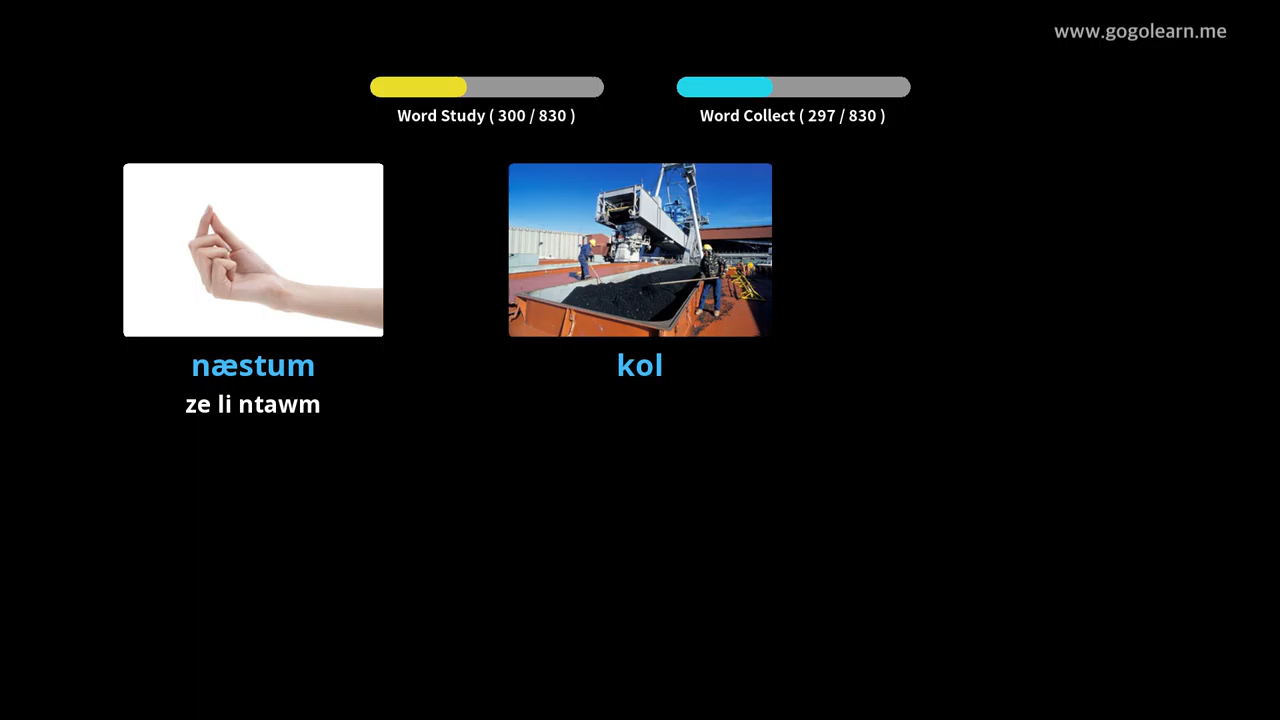 www.gogolearn.me
Word Study ( 300 / 830 )
Word Collect ( 297 / 830 )
næstum
ze li ntawm
kol